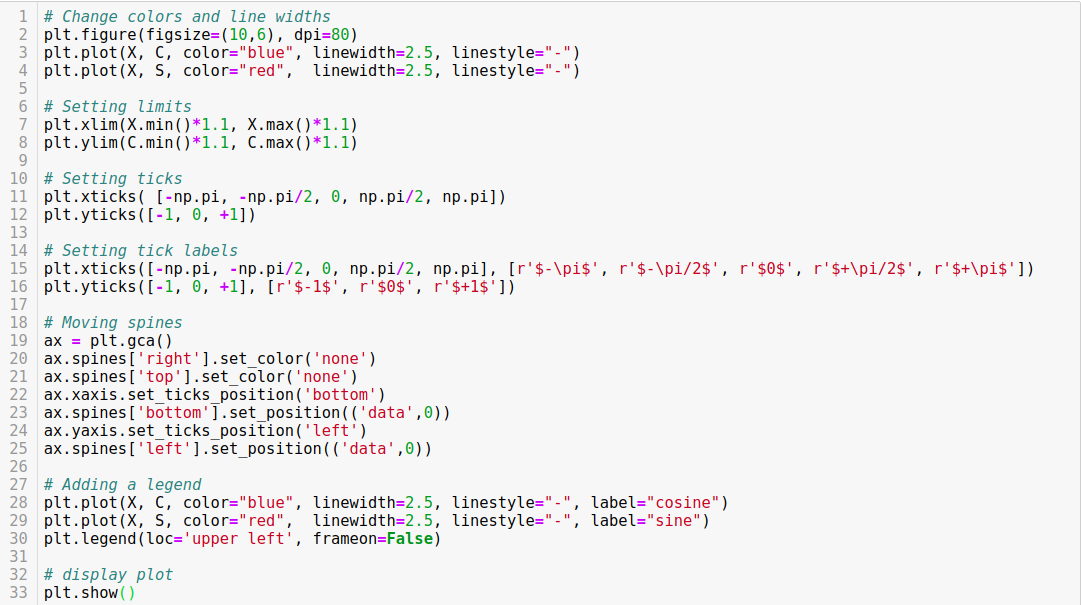 1 # Change colors and line widths
2 plt.figure(figsize=(10,6), dpi=80)
3 plt.plot(X, C, color="blue", linewidth=2.5, linestyle="-")
4 plt.plot(X, S, color="red",  linewidth=2.5, linestyle="-")
5
6 # Setting limits
7 plt.xlim(X.min()*1.1, X.max()*1.1)
8 plt.ylim(C.min()*1.1, C.max()*1.1)
9
10 # Setting ticks
11 plt.xticks( [-np.pi, -np.pi/2, 0, np.pi/2, np.pi])
12 plt.yticks([-1, 0, +1])
13
14 # Setting tick labels
15 plt.xticks([-np.pi, -np.pi/2, 0, np.pi/2, np.pi], [r'$-\pi$', r'$-\pi/2$', r'$0$', r'$+\pi/2$', r'$+\pi$'])
16 plt.yticks([-1, 0, +1], [r'$-1$', r'$0$', r'$+1$'])
17
18 # Moving spines
19 ax = plt.gca()
20 ax.spines['right'].set_color('none')
21 ax.spines['top'].set_color('none')
22 ax.xaxis.set_ticks_position('bottom')
23 ax.spines['bottom'].set_position(('data',0))
24 ax.yaxis.set_ticks_position('left')
25 ax.spines['left'].set_position(('data',0))
26
27 # Adding a legend
28 plt.plot(X, C, color="blue", linewidth=2.5, linestyle="-", label="cosine")
29 plt.plot(X, S, color="red",  linewidth=2.5, linestyle="-", label="sine")
30 plt.legend(loc='upper left', frameon=False)
31
32 # display plot
33 plt.show()